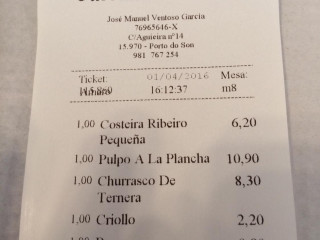 José Manuel Ventoso García
76965646-X
C/Agueira nº14
15.970 - Porto do Son
981 767 254
Ticket: 01/04/2016 Mesa:
16:12:37 m8
1,00 Costeira Ribeiro Pequeña 6,20
1,00 Pulpo A La Plancha 10,90
1,00 Churrasco De Ternera 8,30
1,00 Criollo 2,20